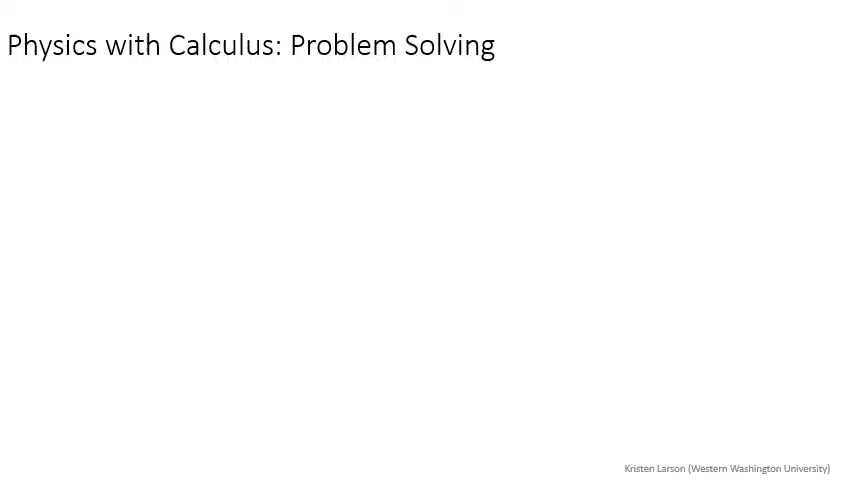 Physics with Calculus: Problem Solving
Kristen Larson (Western Washington University)